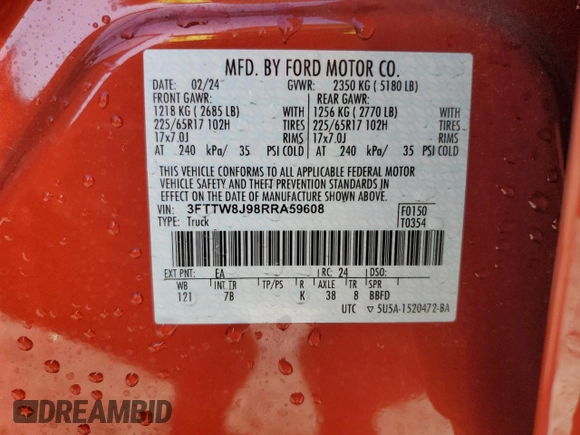 MFD. BY FORD MOTOR CO.
DATE: 02/24 GVWR: 2350 KG ( 5180 LB)
FRONT GAWR: REAR GAWR:
1218 KG ( 2685 LB) WITH 1256 KG ( 2770 LB) WITH
225/65R17 102H TIRES 225/65R17 102H TIRES
17x7.0J RIMS 17x7.0J RIMS
AT 240 kPa/ 35 PSI COLD AT 240 kPa/ 35 PSI COLD
THIS VEHICLE CONFORMS TO ALL APPLICABLE FEDERAL MOTOR
VEHICLE SAFETY AND THEFT PREVENTION STANDARDS IN
EFFECT ON THE DATE OF MANUFACTURE SHOWN ABOVE.
VIN: 3FTTW8J98RRA59608 F0150
TYPE: Truck T0354
EXT PNT: EA RC: 24 DSO:
WB INT TR TP/PS R AXLE TR SPR
121 7B K 38 8 BBFD
UTC ▽ 5U5A-1520472-BA
DREAMBID